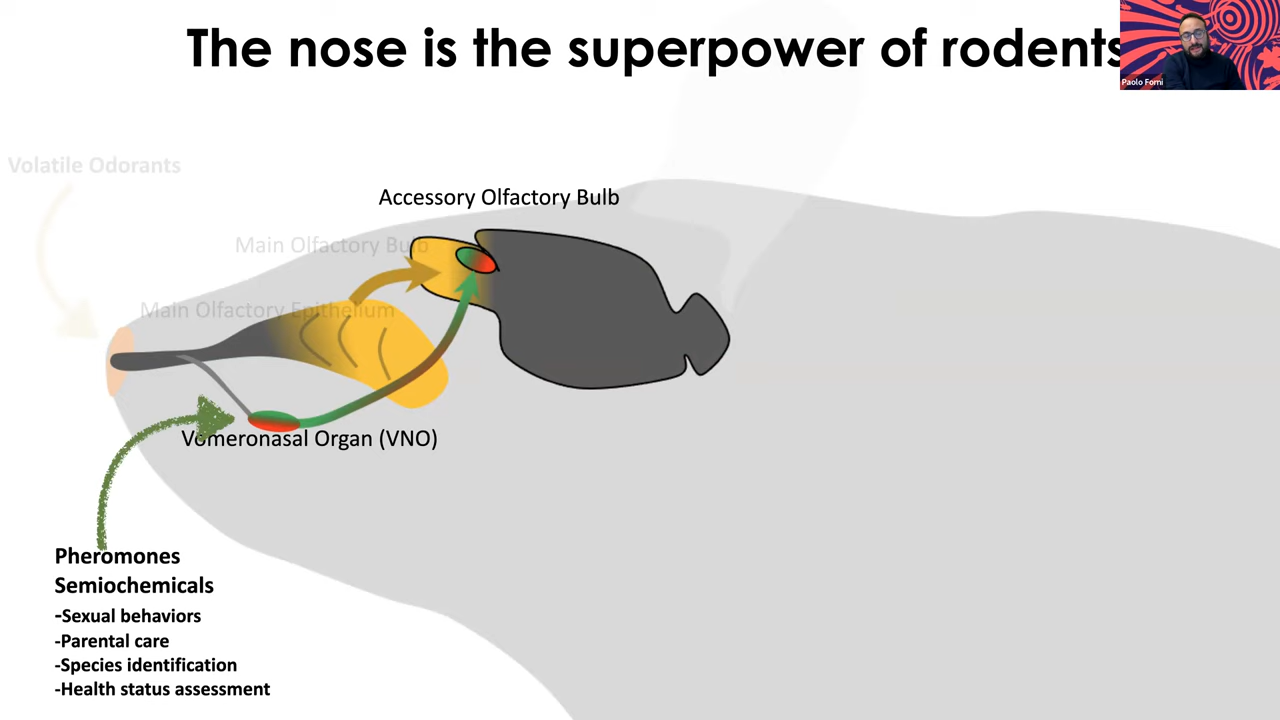 The nose is the superpower of rodents
Paolo Forni
Volatile Odorants
Accessory Olfactory Bulb
Main Olfactory Bulb
Main Olfactory Epithelium
Vomeronasal Organ (VNO)
Pheromones
Semiochemicals
-Sexual behaviors
-Parental care
-Species identification
-Health status assessment